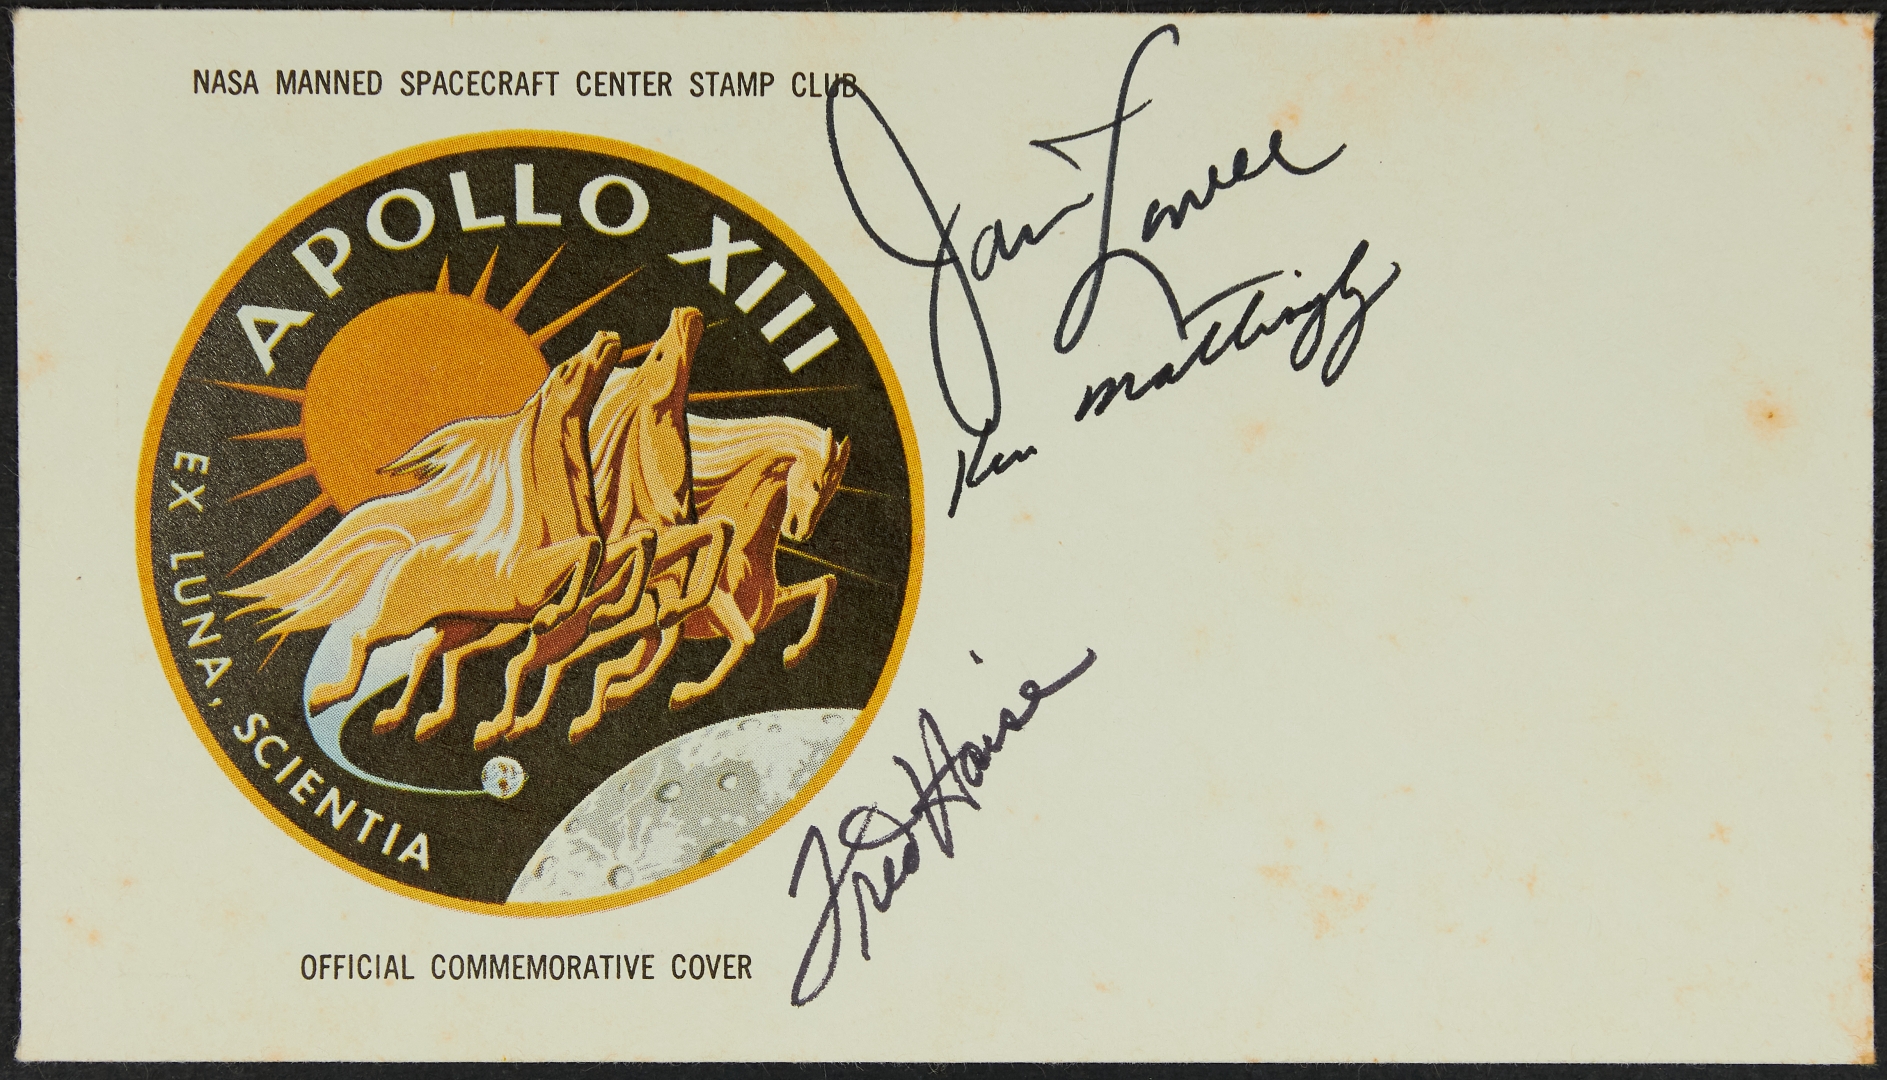 NASA MANNED SPACECRAFT CENTER STAMP CLUB
APOLLO XIII
EX LUNA, SCIENTIA
James Lovell
Ken Mattingly
Fred Haise
OFFICIAL COMMEMORATIVE COVER